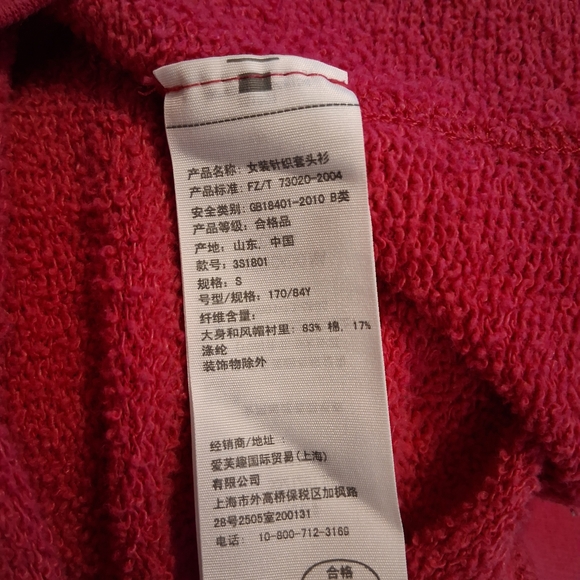 产品名称: 女装针织套头衫
产品标准: FZ/T 73020-2004
安全类别: GB18401-2010 B类
产品等级: 合格品
产地: 山东, 中国
款号: 3S1801
规格: S
号型/规格: 170/84Y
纤维含量:
大身和风帽衬里: 83% 棉, 17%
涤纶
装饰物除外
经销商/地址:
爱芙趣国际贸易(上海)
有限公司
上海市外高桥保税区加枫路
28号2505室200131
电话: 10-800-712-3169
合格